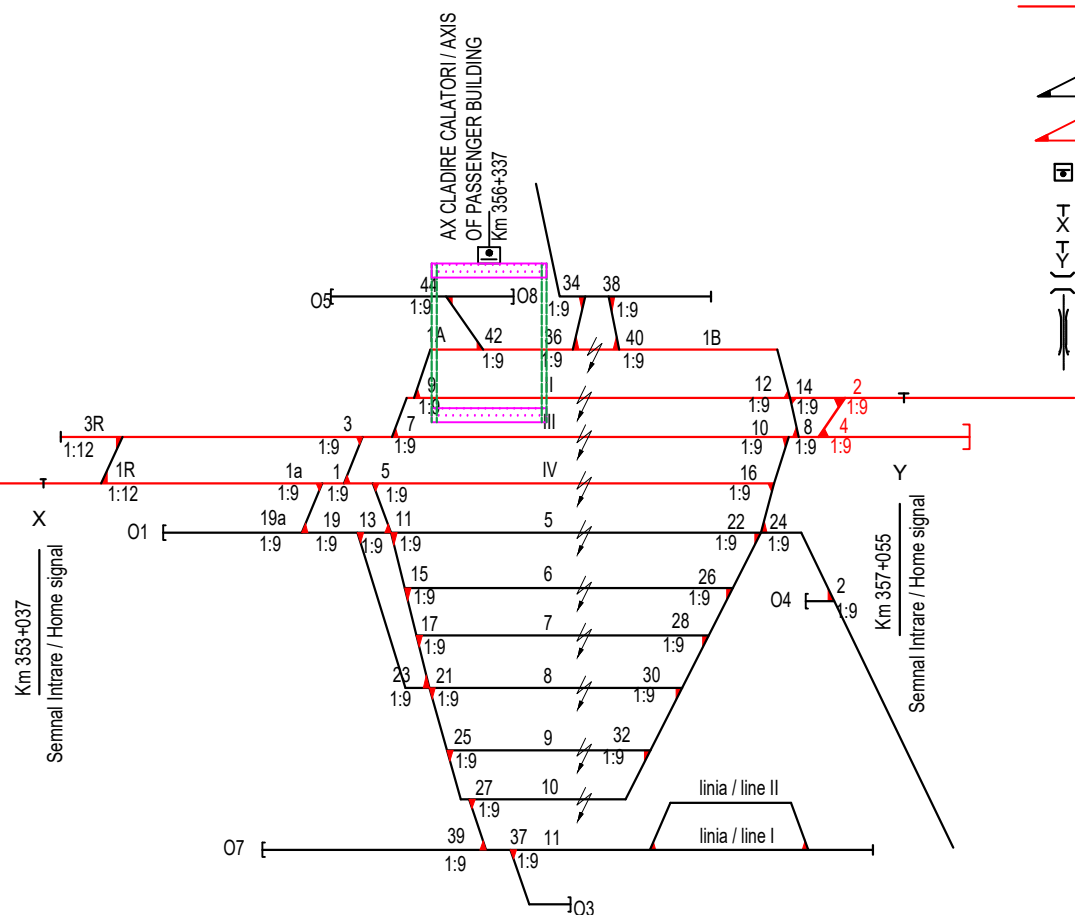 AX CLADIRE CALATORI / AXIS
OF PASSENGER BUILDING
Km 356+337
TX
TY
O5
44
1:9
O8
34
1:9
38
1:9
1A
42
1:9
36
1:9
40
1:9
1B
9
1:9
II
12
1:9
14
1:9
2
1:9
3R
1:12
3
1:9
7
1:9
III
10
1:9
8
1:9
4
1:9
1R
1:12
1a
1:9
1
1:9
5
1:9
IV
16
1:9
X
Y
O1
19a
1:9
19
1:9
13
1:9
11
1:9
5
22
1:9
24
1:9
Km 353+037
Semnal Intrare / Home signal
Km 357+055
Semnal Intrare / Home signal
15
1:9
6
26
1:9
O4
2
1:9
17
1:9
7
28
1:9
23
1:9
21
1:9
8
30
1:9
25
1:9
9
32
1:9
27
1:9
10
linia / line II
O7
39
1:9
37
1:9
11
linia / line I
O3